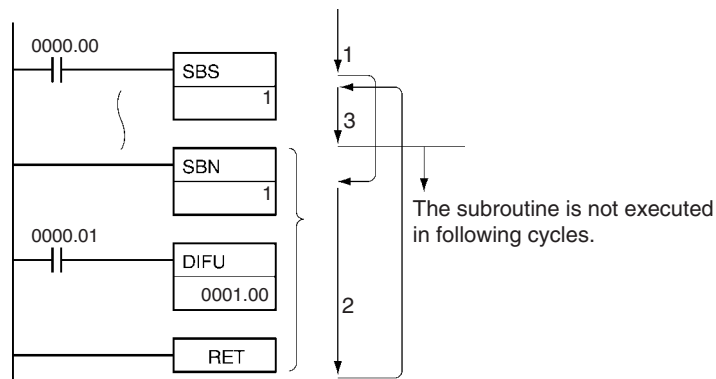 0000.00
SBS
1
1
3
SBN
1
The subroutine is not executed
in following cycles.
0000.01
DIFU
0001.00
2
RET